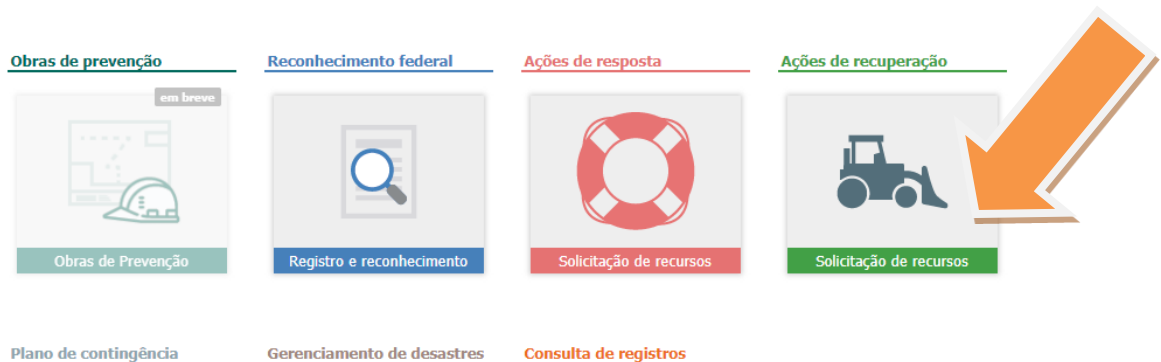 Obras de prevenção
Reconhecimento federal
Ações de resposta
Ações de recuperação
em breve
Obras de Prevenção
Registro e reconhecimento
Solicitação de recursos
Solicitação de recursos
Plano de contingência
Gerenciamento de desastres
Consulta de registros